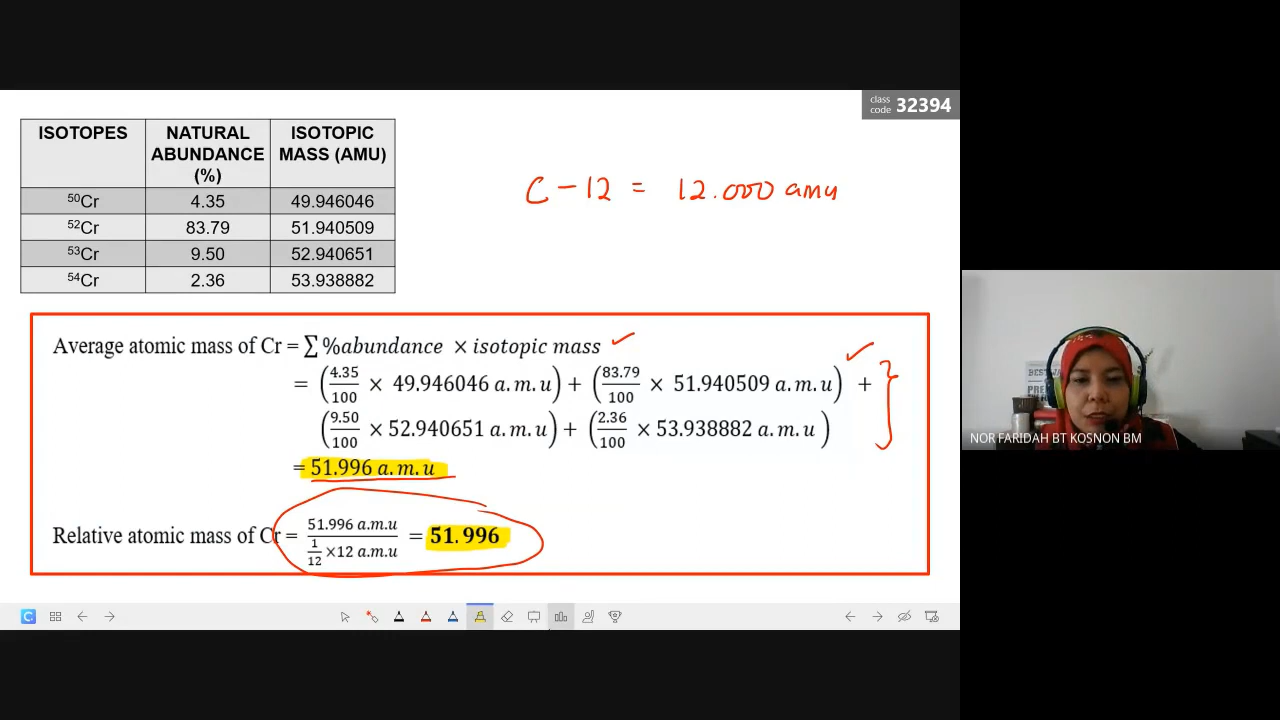 class code 32394
ISOTOPES NATURAL ABUNDANCE (%) ISOTOPIC MASS (AMU)
⁵⁰Cr 4.35 49.946046
⁵²Cr 83.79 51.940509
⁵³Cr 9.50 52.940651
⁵⁴Cr 2.36 53.938882
C-12 = 12.000 amu
Average atomic mass of Cr = ∑ %abundance × isotopic mass
= (4.35/100 × 49.946046 a.m.u) + (83.79/100 × 51.940509 a.m.u) +
(9.50/100 × 52.940651 a.m.u) + (2.36/100 × 53.938882 a.m.u)
= 51.996 a.m.u
Relative atomic mass of Cr = 51.996 a.m.u / 1/12 × 12 a.m.u = 51.996
NOR FARIDAH BT KOSNON BM